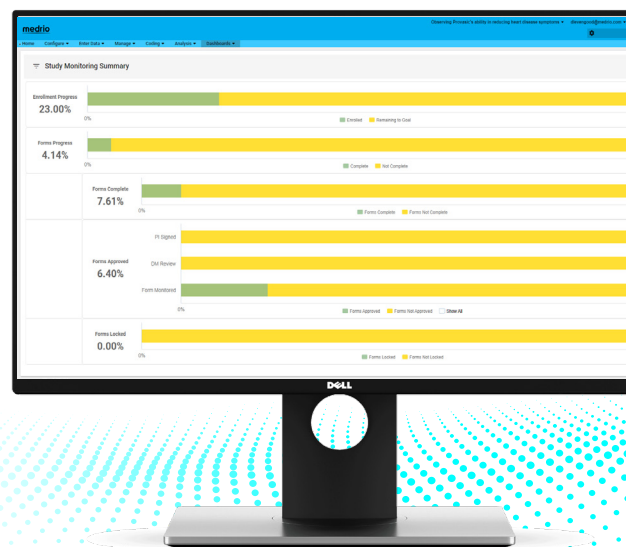 Observing Provasic's ability in reducing heart disease symptoms
medrio
Home Configure Enter Data Manage Coding Analysis Dashboards
Study Monitoring Summary
Enrollment Progress
23.00%
0%
Enrolled Remaining to Goal
Forms Progress
4.14%
0%
Complete Not Complete
Forms Complete
7.61%
0%
Forms Complete Forms Not Complete
PI Signed
Forms Approved
6.40%
DM Review
Form Monitored
0%
Forms Approved Forms Not Approved Show All
Forms Locked
0.00%
0%
Forms Locked Forms Not Locked
DELL